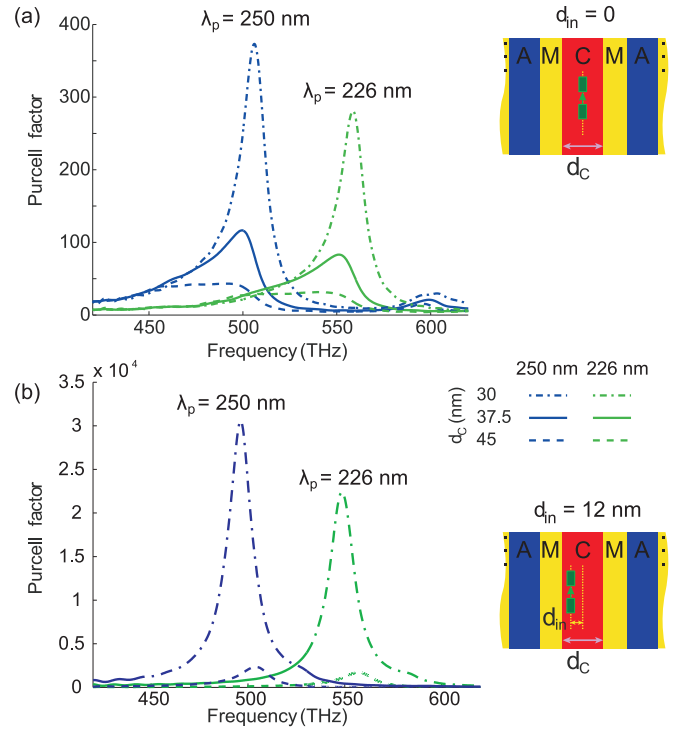 (a)
λp = 250 nm
λp = 226 nm
Purcell factor
400
300
200
100
0
450
500
550
600
Frequency (THz)
din = 0
A M C M A
dC
(b)
x 10⁴
λp = 250 nm
λp = 226 nm
Purcell factor
3.5
3
2.5
2
1.5
1
0.5
0
450
500
550
600
Frequency (THz)
250 nm 226 nm
dC (nm)
30
37.5
45
din = 12 nm
A M C M A
din
dC